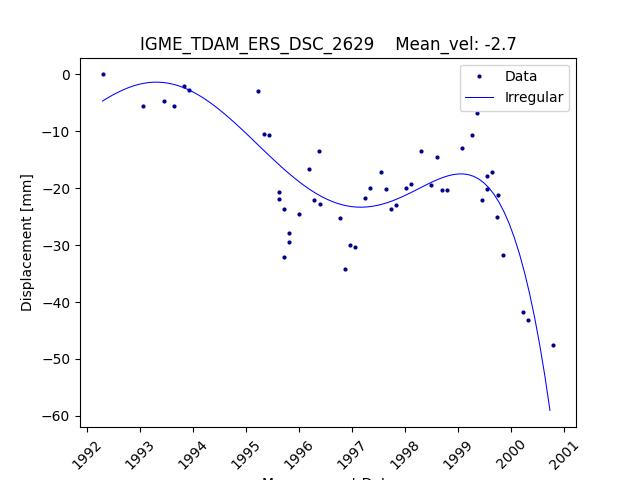 IGME_TDAM_ERS_DSC_2629    Mean_vel: -2.7
Data
Irregular
Displacement [mm]
0
−10
−20
−30
−40
−50
−60
1992 1993 1994 1995 1996 1997 1998 1999 2000 2001